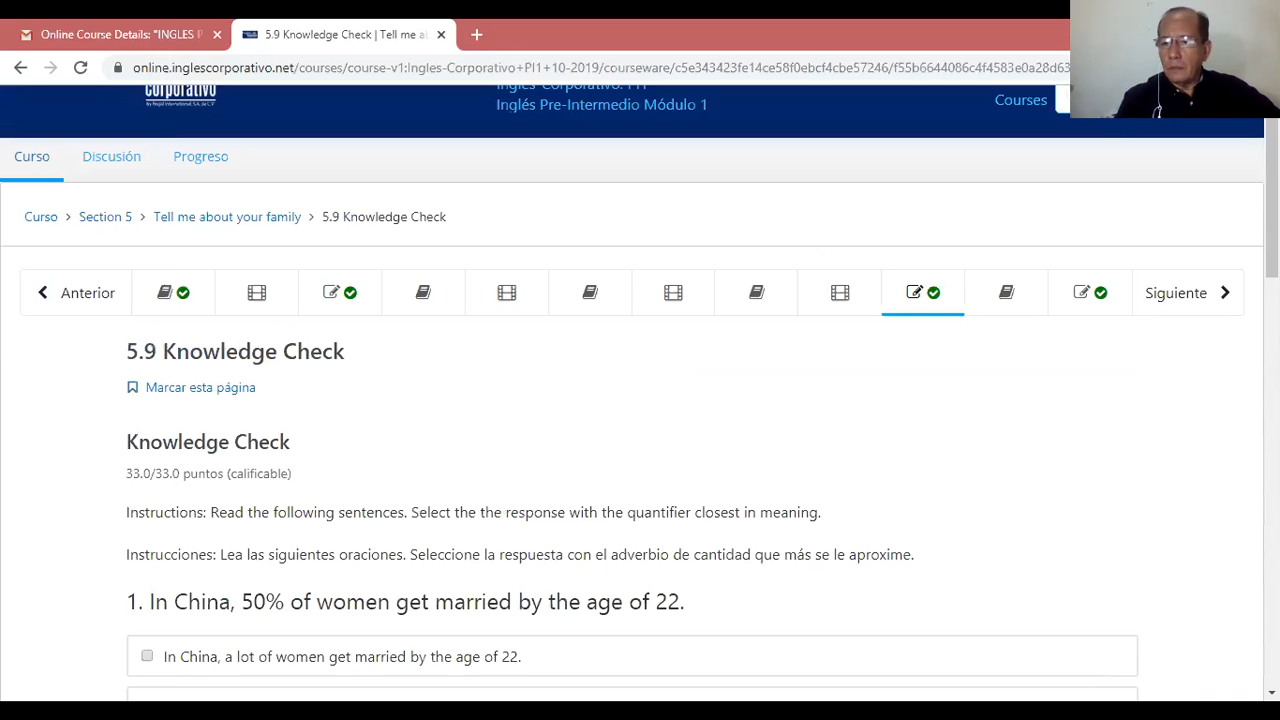 Online Course Details: "INGLES P
5.9 Knowledge Check | Tell me ab
online.inglescorporativo.net/courses/course-v1:Ingles-Corporativo+PI1+10-2019/courseware/c5e343423fe14ce58f0ebcf4cbe57246/f55b6644086c4f4583e0a28d63
corporativo
Inglés Pre-Intermedio Módulo 1
Courses
Curso
Discusión
Progreso
Curso > Section 5 > Tell me about your family > 5.9 Knowledge Check
Anterior
Siguiente
5.9 Knowledge Check
Marcar esta página
Knowledge Check
33.0/33.0 puntos (calificable)
Instructions: Read the following sentences. Select the the response with the quantifier closest in meaning.
Instrucciones: Lea las siguientes oraciones. Seleccione la respuesta con el adverbio de cantidad que más se le aproxime.
1. In China, 50% of women get married by the age of 22.
In China, a lot of women get married by the age of 22.